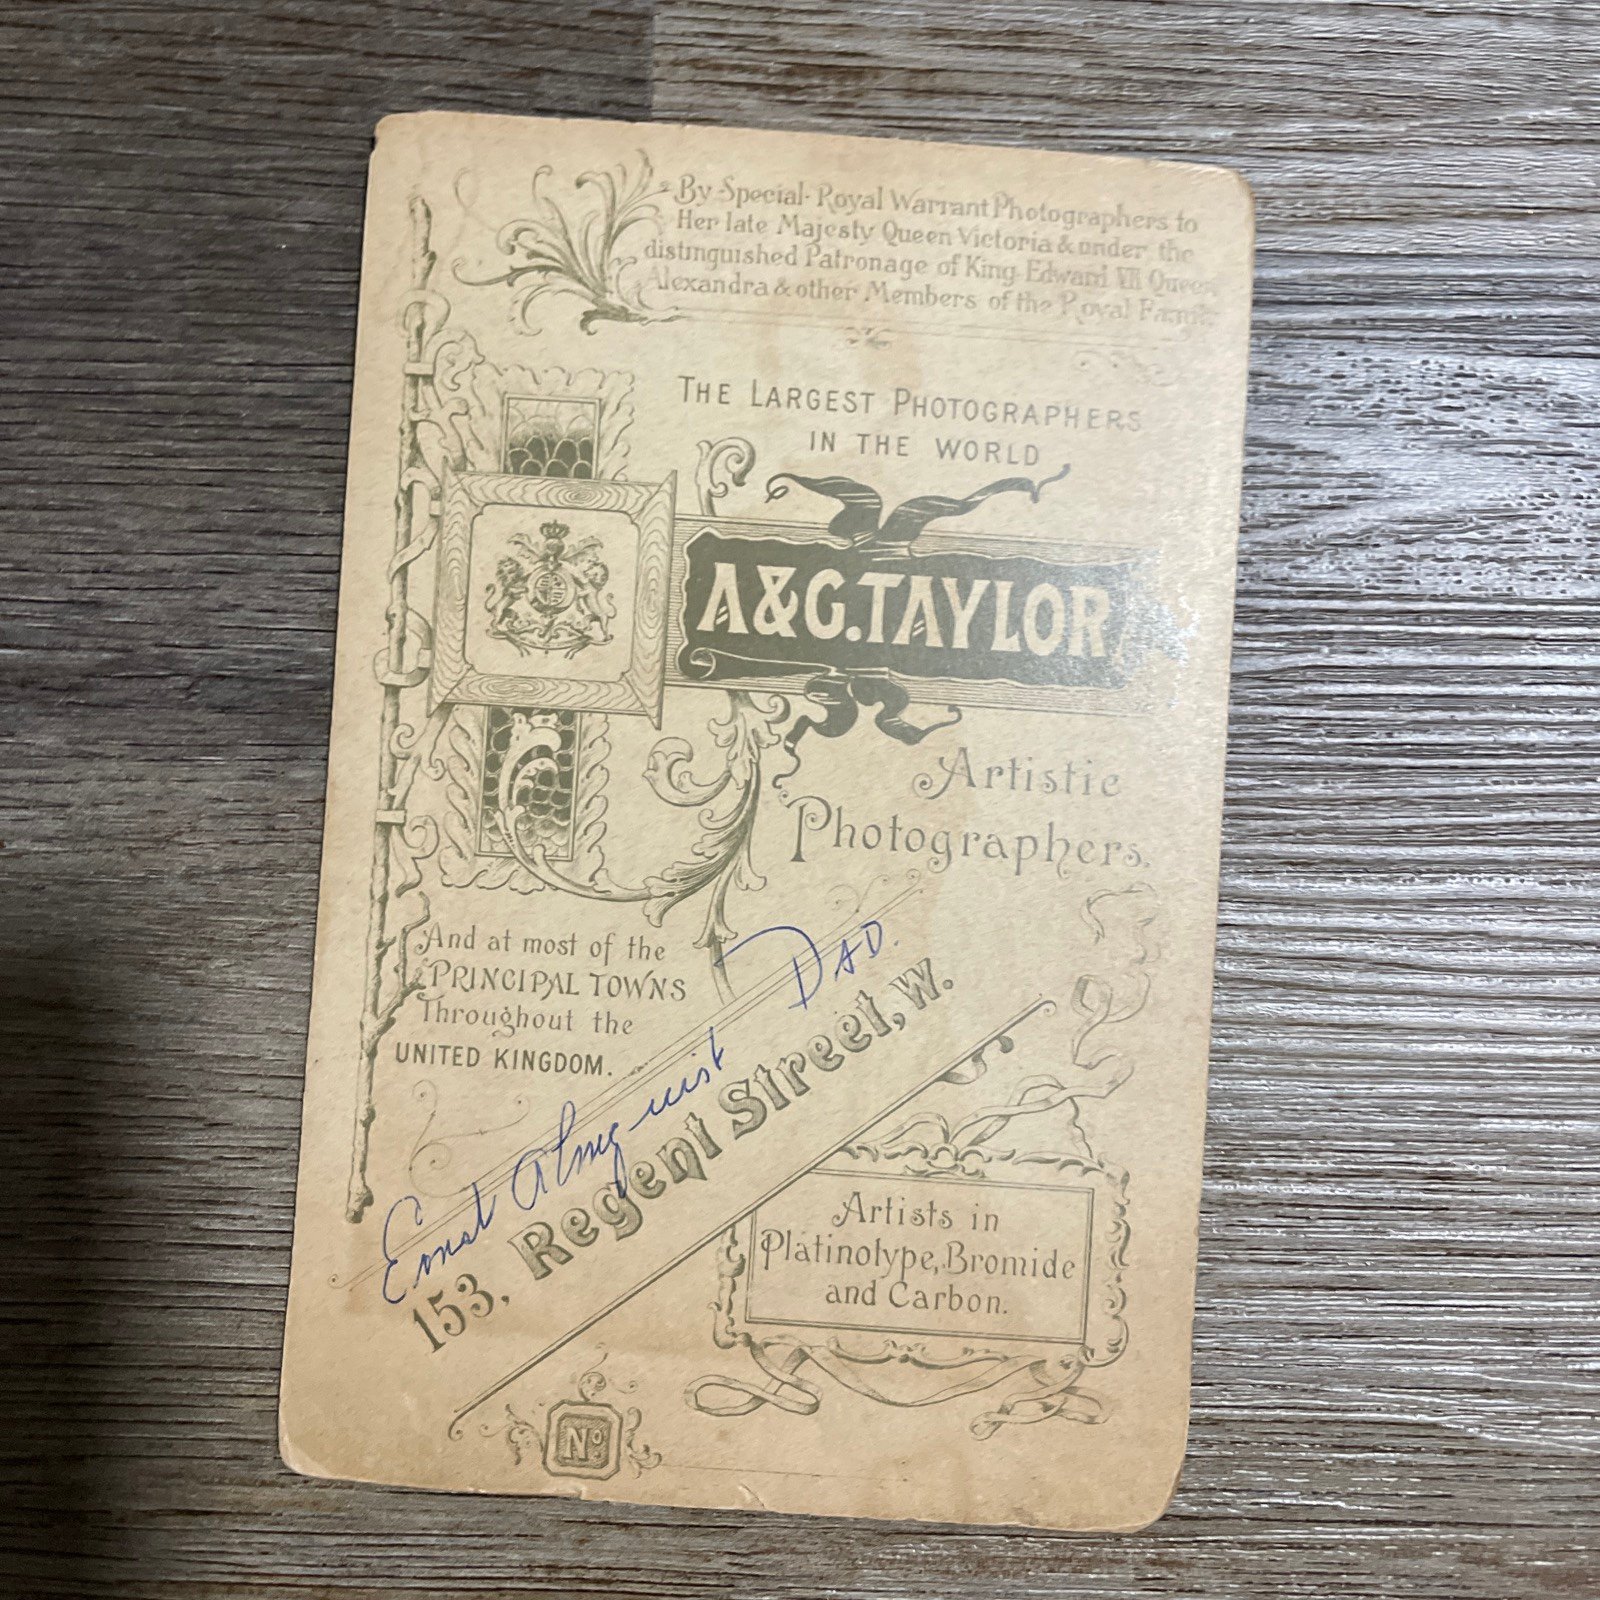 By Special Royal Warrant Photographers to
Her late Majesty Queen Victoria & under the
distinguished Patronage of King Edward VII Queen
Alexandra & other Members of the Royal Family
THE LARGEST PHOTOGRAPHERS
IN THE WORLD
A&G. TAYLOR
Artistic
Photographers.
And at most of the
PRINCIPAL TOWNS
Throughout the
UNITED KINGDOM.
Ernst Almquist DAD.
153, Regent Street, W.
Artists in
Platinotype, Bromide
and Carbon.
No